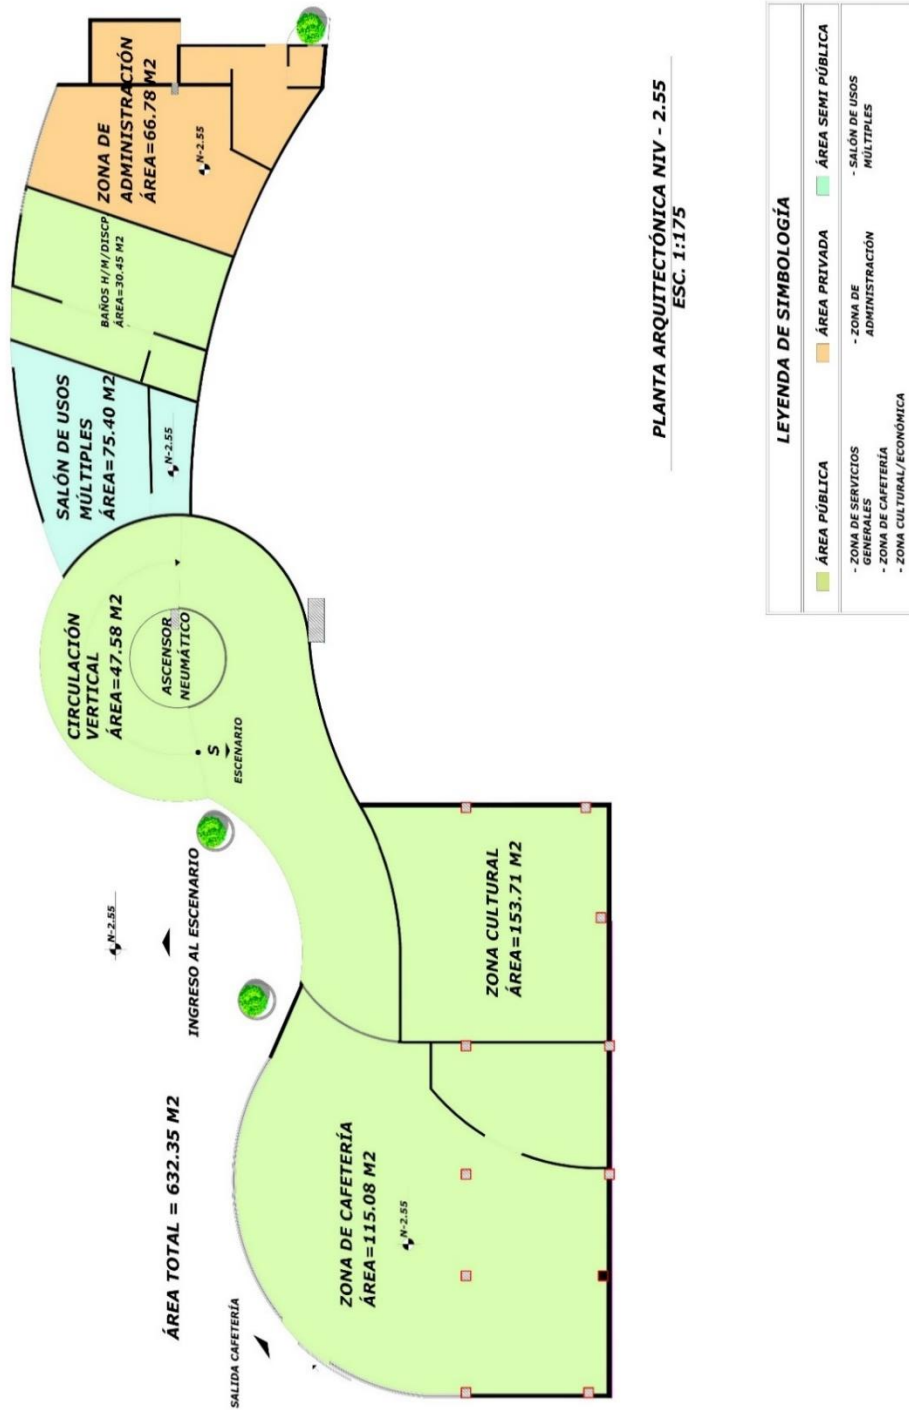 ZONA DE
ADMINISTRACIÓN
ÁREA=66.78 M2
N-2.55
BAÑOS H/M/DISCP
ÁREA=30.45 M2
SALÓN DE USOS
MÚLTIPLES
ÁREA=75.40 M2
N-2.55
CIRCULACIÓN
VERTICAL
ÁREA=47.58 M2
ASCENSOR
NEUMÁTICO
S
ESCENARIO
N-2.55
INGRESO AL ESCENARIO
ZONA CULTURAL
ÁREA=153.71 M2
ÁREA TOTAL = 632.35 M2
ZONA DE CAFETERÍA
ÁREA=115.08 M2
N-2.55
SALIDA CAFETERÍA
PLANTA ARQUITECTÓNICA NIV - 2.55
ESC. 1:175
LEYENDA DE SIMBOLOGÍA
ÁREA PÚBLICA
ÁREA PRIVADA
ÁREA SEMI PÚBLICA
- ZONA DE SERVICIOS
GENERALES
- ZONA DE CAFETERÍA
- ZONA CULTURAL/ECONÓMICA
- ZONA DE
ADMINISTRACIÓN
- SALÓN DE USOS
MÚLTIPLES